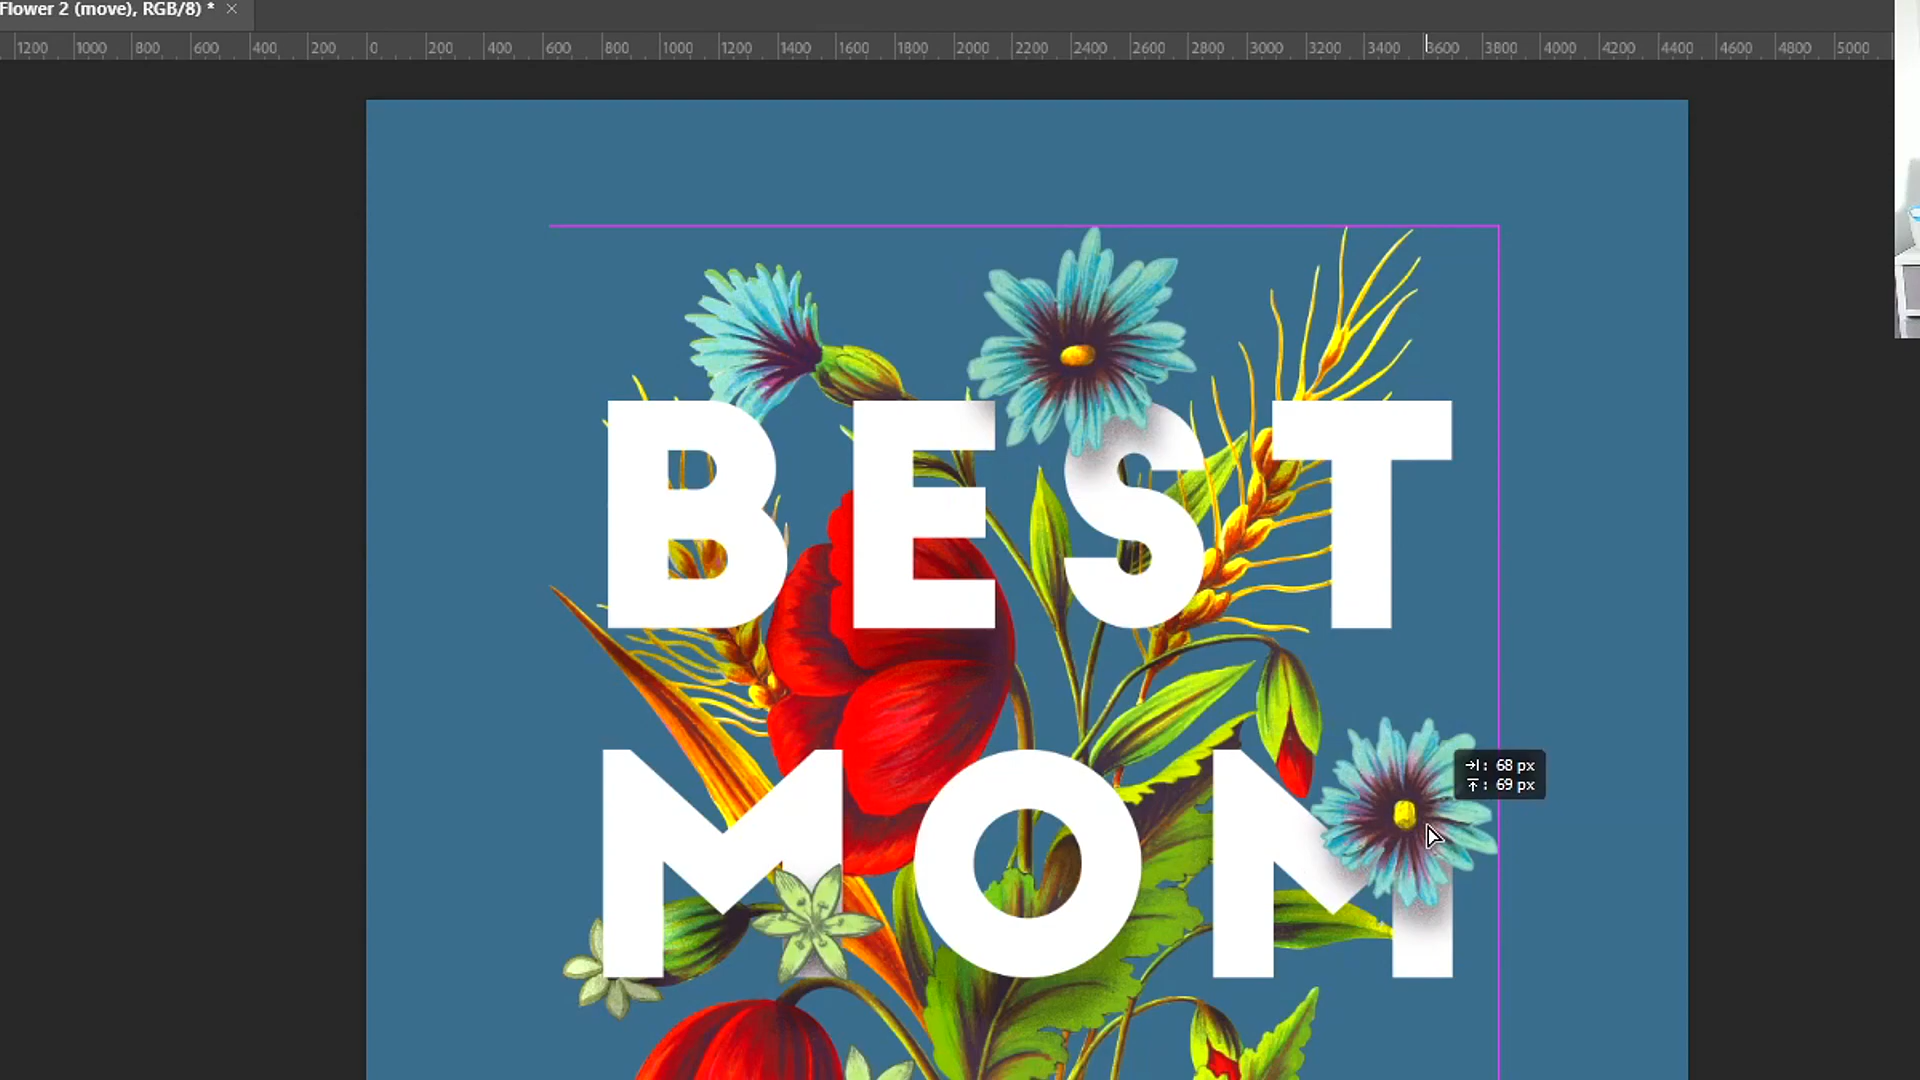 Flower 2 (move), RGB/8) * ×
1200 1000 800 600 400 200 0 200 400 600 800 1000 1200 1400 1600 1800 2000 2200 2400 2600 2800 3000 3200 3400 3600 3800 4000 4200 4400 4600 4800 5000
BEST
MOM
: 68 px
: 69 px